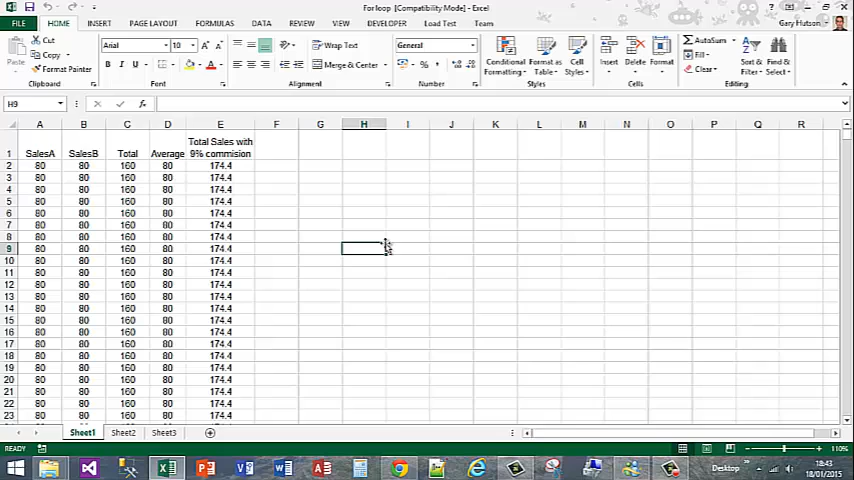 For loop [Compatibility Mode] - Excel
FILE HOME INSERT PAGE LAYOUT FORMULAS DATA REVIEW VIEW DEVELOPER Load Test Team Gary Hutson
Paste
Cut
Copy
Format Painter
Clipboard
Arial 10
B I U
Font
Wrap Text
Merge & Center
Alignment
General
Number
Conditional Formatting
Format as Table
Cell Styles
Styles
Insert Delete Format
Cells
AutoSum
Fill
Clear
Sort & Filter
Find & Select
Editing
H9
A B C D E F G H I J K L M N O P Q R
Total Sales with
1 SalesA SalesB Total Average 9% commision
2 80 80 160 80 174.4
3 80 80 160 80 174.4
4 80 80 160 80 174.4
5 80 80 160 80 174.4
6 80 80 160 80 174.4
7 80 80 160 80 174.4
8 80 80 160 80 174.4
9 80 80 160 80 174.4
10 80 80 160 80 174.4
11 80 80 160 80 174.4
12 80 80 160 80 174.4
13 80 80 160 80 174.4
14 80 80 160 80 174.4
15 80 80 160 80 174.4
16 80 80 160 80 174.4
17 80 80 160 80 174.4
18 80 80 160 80 174.4
19 80 80 160 80 174.4
20 80 80 160 80 174.4
21 80 80 160 80 174.4
22 80 80 160 80 174.4
23 80 80 160 80 174.4
Sheet1 Sheet2 Sheet3
READY 110%
Desktop 18:43
18/01/2015